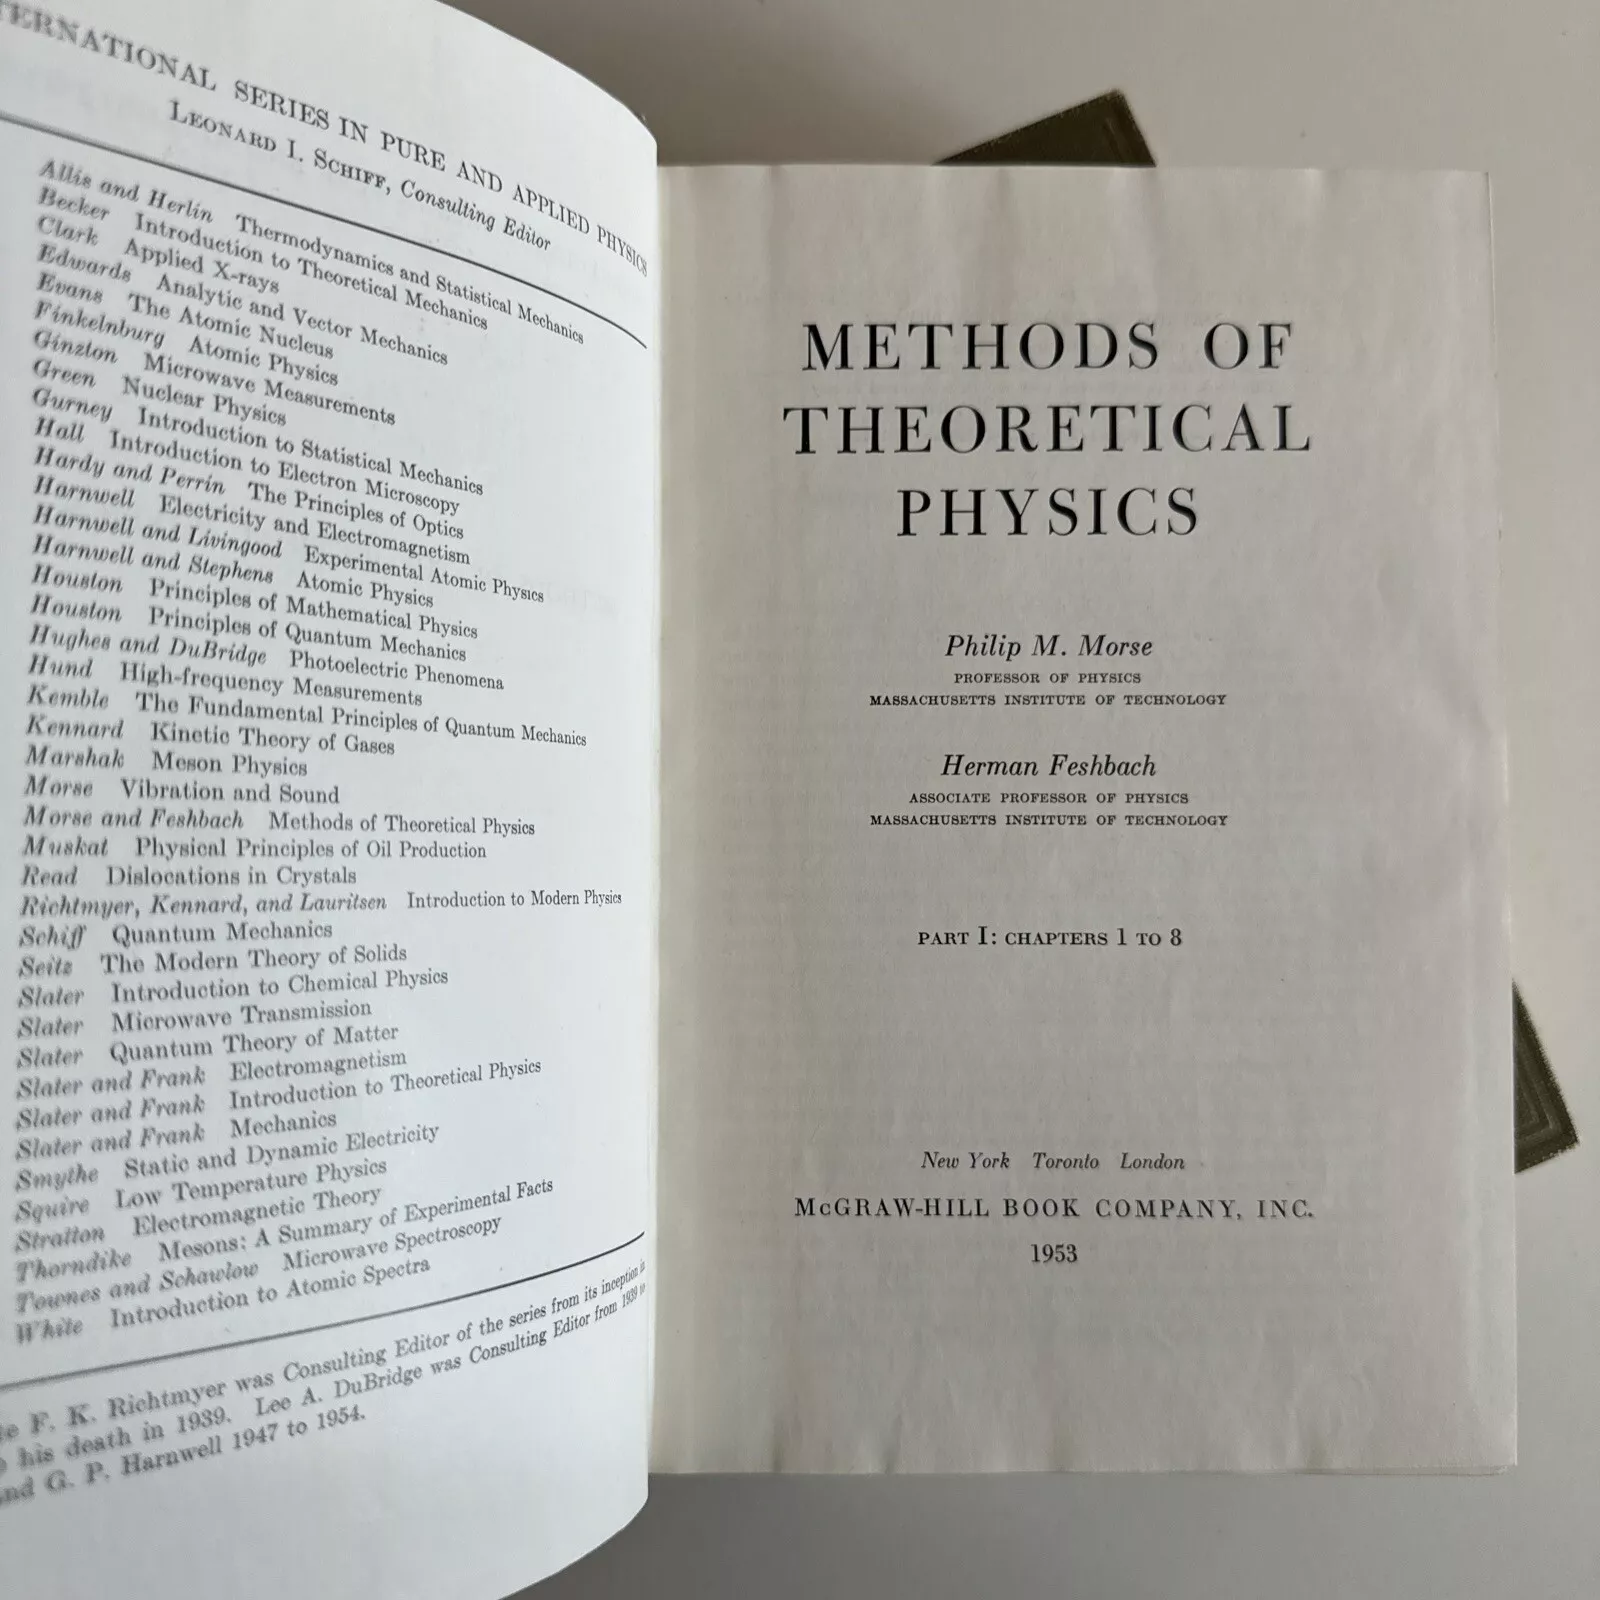 TERNATIONAL SERIES IN PURE AND APPLIED PHYSICS
Leonard I. Schiff, Consulting Editor
Allis and Herlin Thermodynamics and Statistical Mechanics
Becker Introduction to Theoretical Mechanics
Clark Applied X-rays
Edwards Analytic and Vector Mechanics
Evans The Atomic Nucleus
Finkelnburg Atomic Physics
Ginzton Microwave Measurements
Green Nuclear Physics
Gurney Introduction to Statistical Mechanics
Hall Introduction to Electron Microscopy
Hardy and Perrin The Principles of Optics
Harnwell Electricity and Electromagnetism
Harnwell and Livingood Experimental Atomic Physics
Harnwell and Stephens Atomic Physics
Houston Principles of Mathematical Physics
Houston Principles of Quantum Mechanics
Hughes and DuBridge Photoelectric Phenomena
Hund High-frequency Measurements
Kemble The Fundamental Principles of Quantum Mechanics
Kennard Kinetic Theory of Gases
Marshak Meson Physics
Morse Vibration and Sound
Morse and Feshbach Methods of Theoretical Physics
Muskat Physical Principles of Oil Production
Read Dislocations in Crystals
Richtmyer, Kennard, and Lauritsen Introduction to Modern Physics
Schiff Quantum Mechanics
Seitz The Modern Theory of Solids
Slater Introduction to Chemical Physics
Slater Microwave Transmission
Slater Quantum Theory of Matter
Slater and Frank Electromagnetism
Slater and Frank Introduction to Theoretical Physics
Slater and Frank Mechanics
Smythe Static and Dynamic Electricity
Squire Low Temperature Physics
Stratton Electromagnetic Theory
Thorndike Mesons: A Summary of Experimental Facts
Townes and Schawlow Microwave Spectroscopy
White Introduction to Atomic Spectra
F. K. Richtmyer was Consulting Editor of the series from its inception in
his death in 1939. Lee A. DuBridge was Consulting Editor from 1939 to
and G. P. Harnwell 1947 to 1954.
METHODS OF
THEORETICAL
PHYSICS
Philip M. Morse
PROFESSOR OF PHYSICS
MASSACHUSETTS INSTITUTE OF TECHNOLOGY
Herman Feshbach
ASSOCIATE PROFESSOR OF PHYSICS
MASSACHUSETTS INSTITUTE OF TECHNOLOGY
PART I: CHAPTERS 1 TO 8
New York Toronto London
McGRAW-HILL BOOK COMPANY, INC.
1953